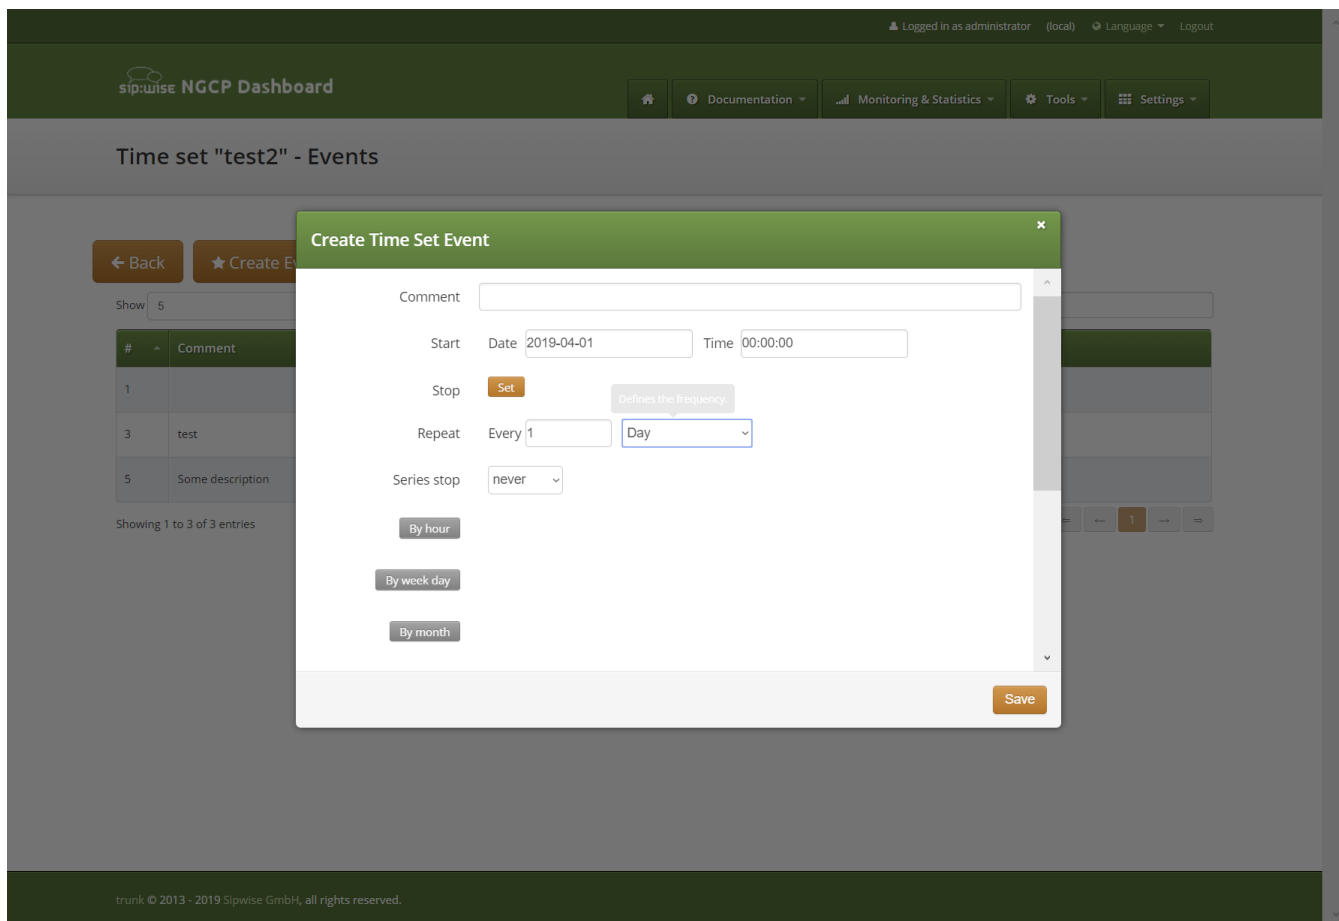 Logged in as administrator (local) Language Logout
sip:wise NGCP Dashboard
Documentation Monitoring & Statistics Tools Settings
Time set "test2" - Events
Create Time Set Event ×
Back Create Ev
Comment
Show 5
Start Date 2019-04-01 Time 00:00:00
# Comment
Stop Set
Defines the frequency.
1
Repeat Every 1 Day
3 test
Series stop never
5 Some description
Showing 1 to 3 of 3 entries
← 1 → ⇒
By hour
By week day
By month
Save
trunk © 2013 - 2019 Sipwise GmbH, all rights reserved.